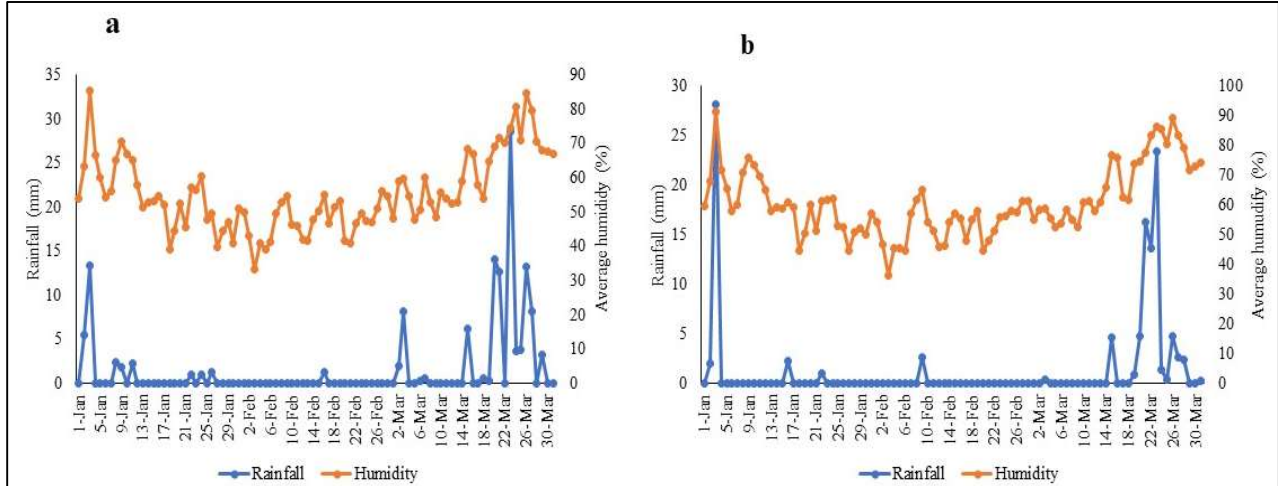 a
35
30
25
20
15
10
5
0
Rainfall (mm)
90
80
70
60
50
40
30
20
10
0
Average humididy (%)
1-Jan
5-Jan
9-Jan
13-Jan
17-Jan
21-Jan
25-Jan
29-Jan
2-Feb
6-Feb
10-Feb
14-Feb
18-Feb
22-Feb
26-Feb
2-Mar
6-Mar
10-Mar
14-Mar
18-Mar
22-Mar
26-Mar
30-Mar
Rainfall Humidity
b
30
25
20
15
10
5
0
Rainfall (mm)
100
90
80
70
60
50
40
30
20
10
0
Average humudify (%)
1-Jan
5-Jan
9-Jan
13-Jan
17-Jan
21-Jan
25-Jan
29-Jan
2-Feb
6-Feb
10-Feb
14-Feb
18-Feb
22-Feb
26-Feb
2-Mar
6-Mar
10-Mar
14-Mar
18-Mar
22-Mar
26-Mar
30-Mar
Rainfall Humidity